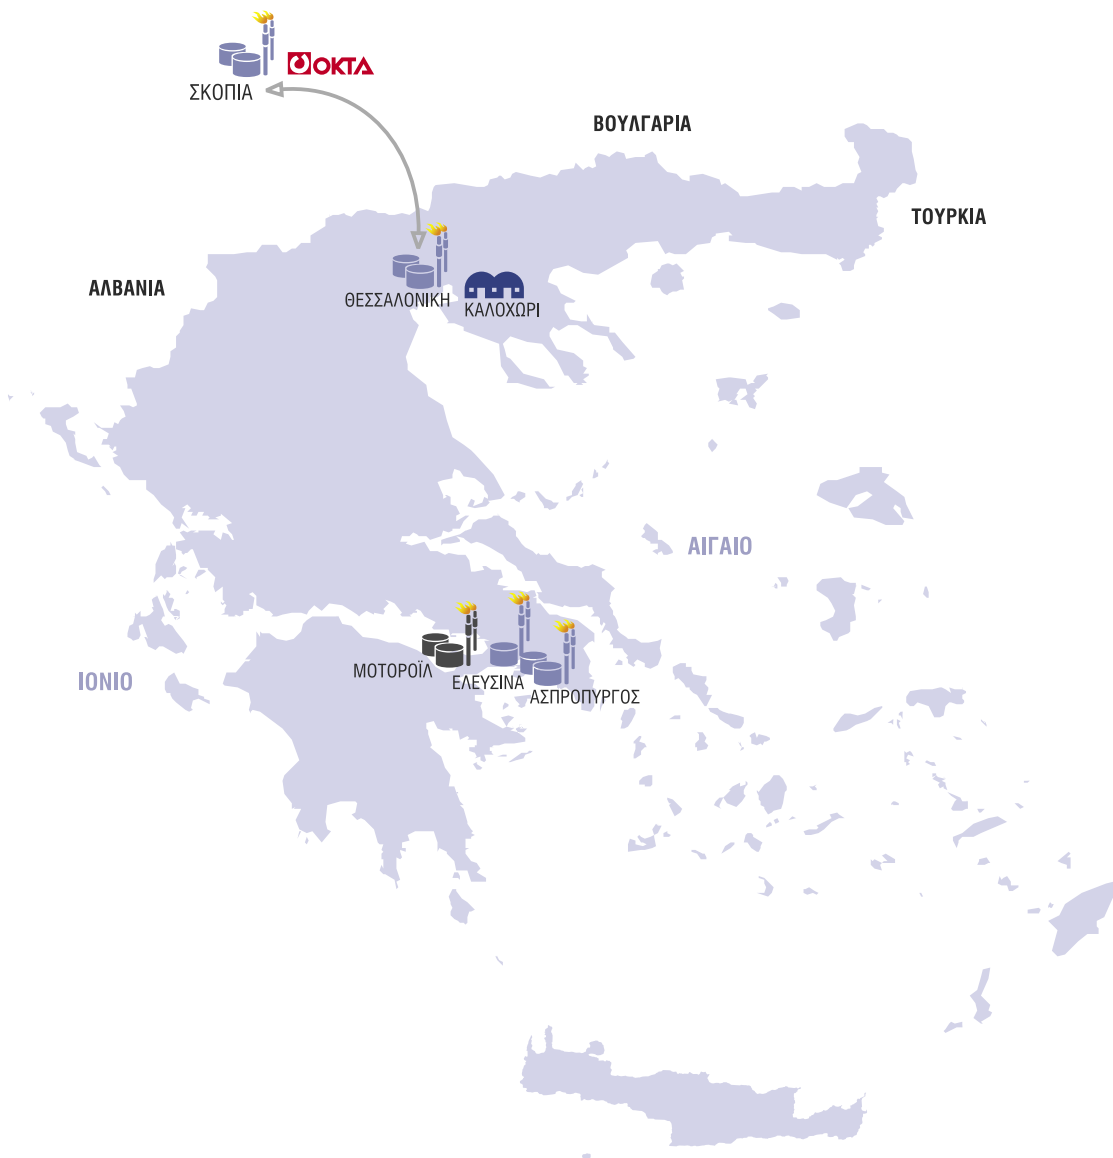 ΟΚΤΑ
ΣΚΟΠΙΑ
ΒΟΥΛΓΑΡΙΑ
ΤΟΥΡΚΙΑ
ΑΛΒΑΝΙΑ
ΘΕΣΣΑΛΟΝΙΚΗ
ΚΑΛΟΧΩΡΙ
ΑΙΓΑΙΟ
ΙΟΝΙΟ
ΜΟΤΟΡΟΪΛ
ΕΛΕΥΣΙΝΑ
ΑΣΠΡΟΠΥΡΓΟΣ